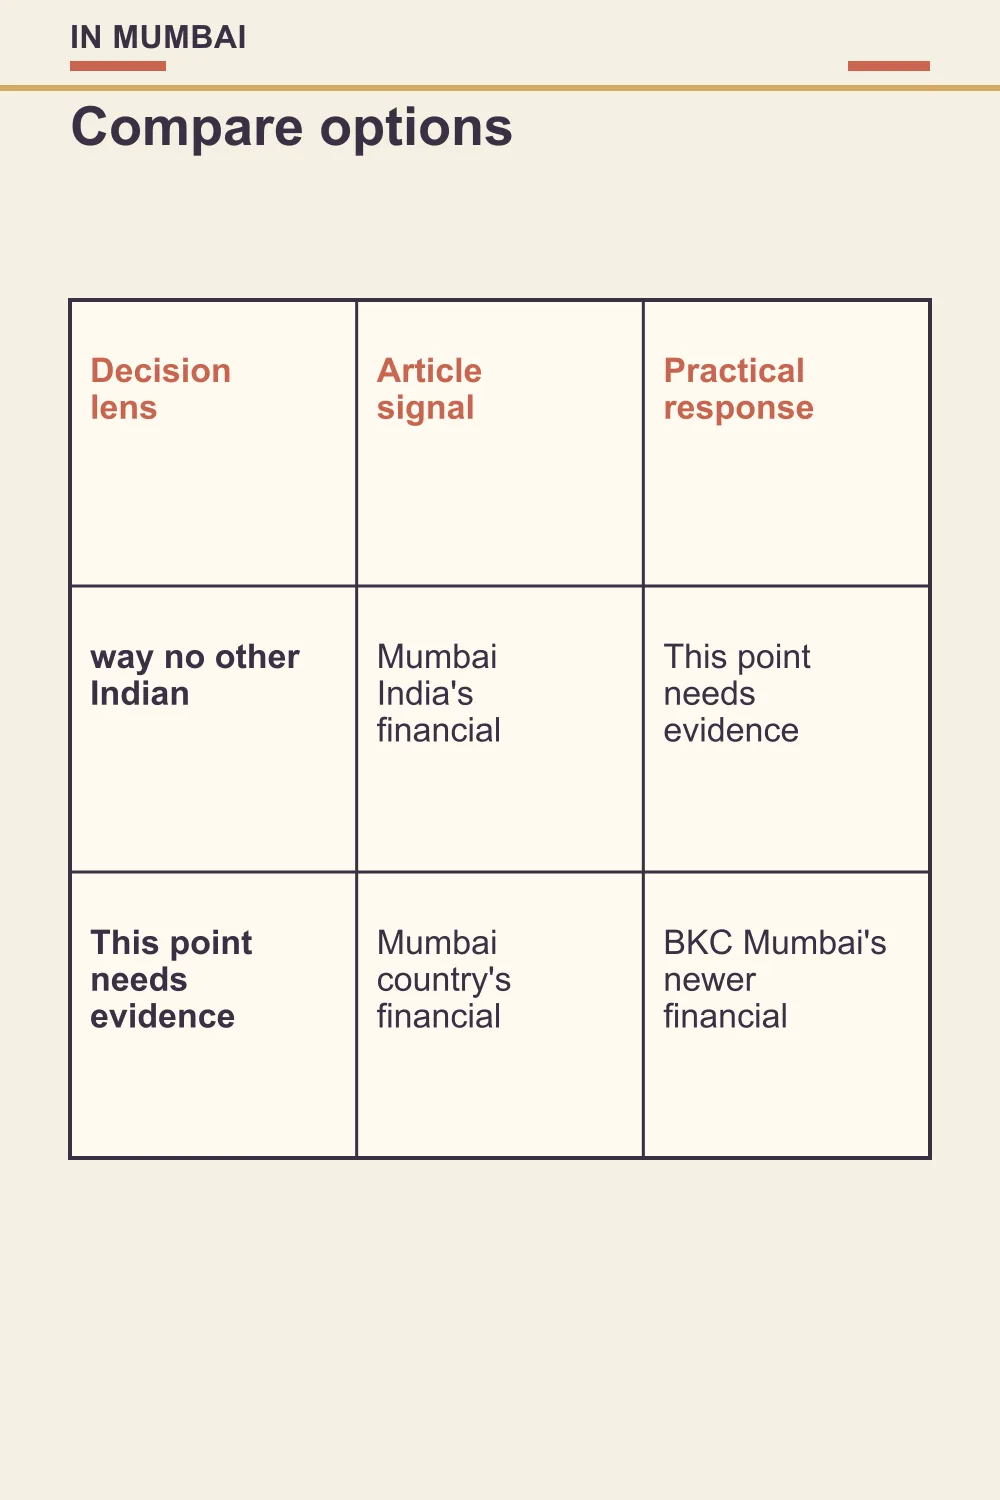 IN MUMBAI
Compare options
Decision
lens
Article
signal
Practical
response
way no other
Indian
Mumbai
India's
financial
This point
needs
evidence
This point
needs
evidence
Mumbai
country's
financial
BKC Mumbai's
newer
financial